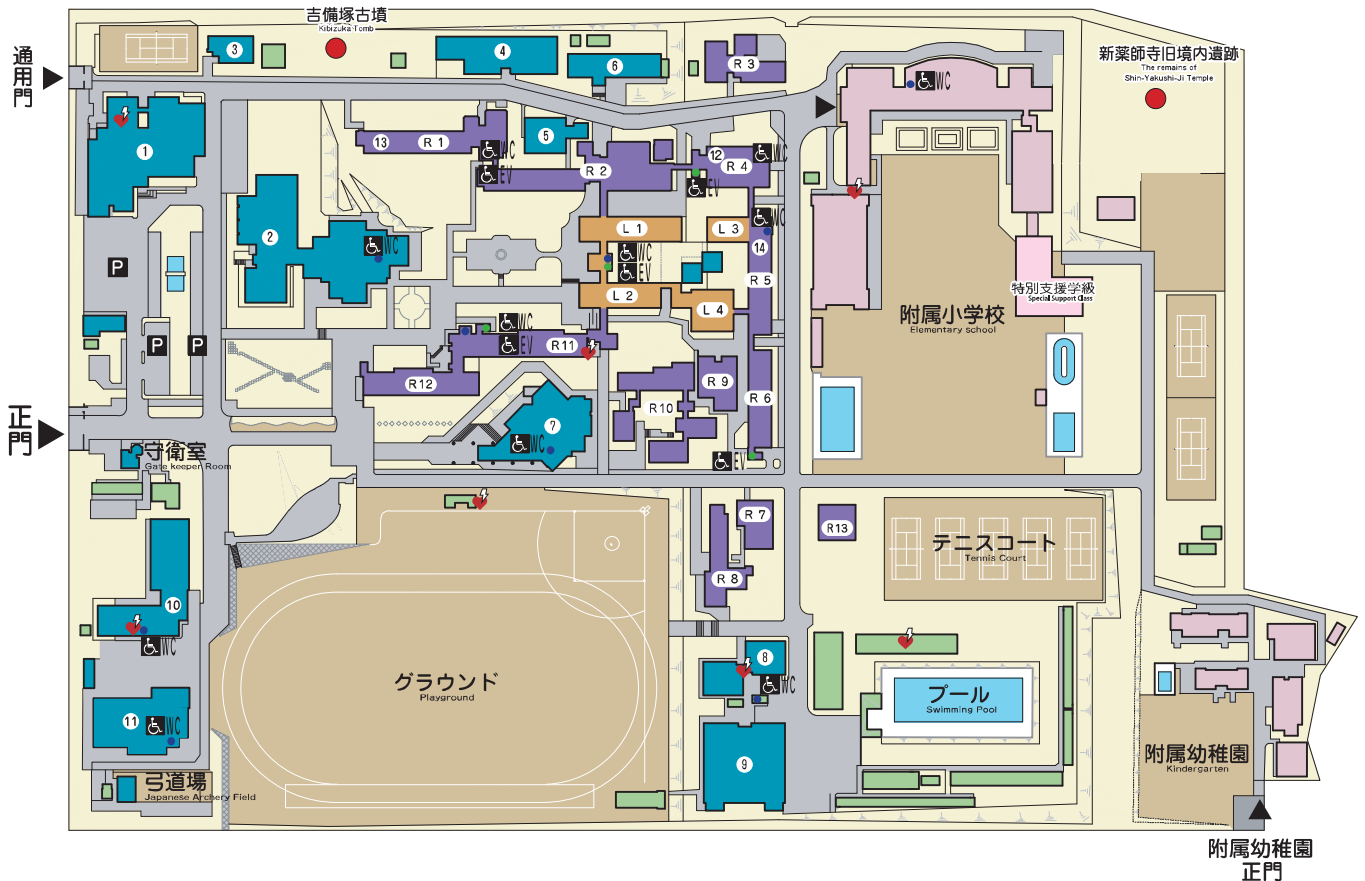 吉備塚古墳
Kibizuka Tomb
通用門
新薬師寺旧境内遺跡
The remains of
Shin-Yakushi-Ji Temple
3
4
6
R 3
WC
1
13
R 1
WC
5
R 2
EV
12
R 4
WC
EV
2
WC
L 1
L 3
WC
14
WC
EV
R 5
L 2
L 4
P
P
P
特別支援学級
Special Support Class
附属小学校
Elementary school
WC
EV
R11
R12
R 9
R10
R 6
7
WC
EV
正門
守衛室
Gate keeper Room
R 7
R13
テニスコート
Tennis Court
R 8
10
WC
グラウンド
Playground
8
WC
プール
Swimming Pool
11
WC
9
弓道場
Japanese Archery Field
附属幼稚園
Kindergarten
附属幼稚園
正門